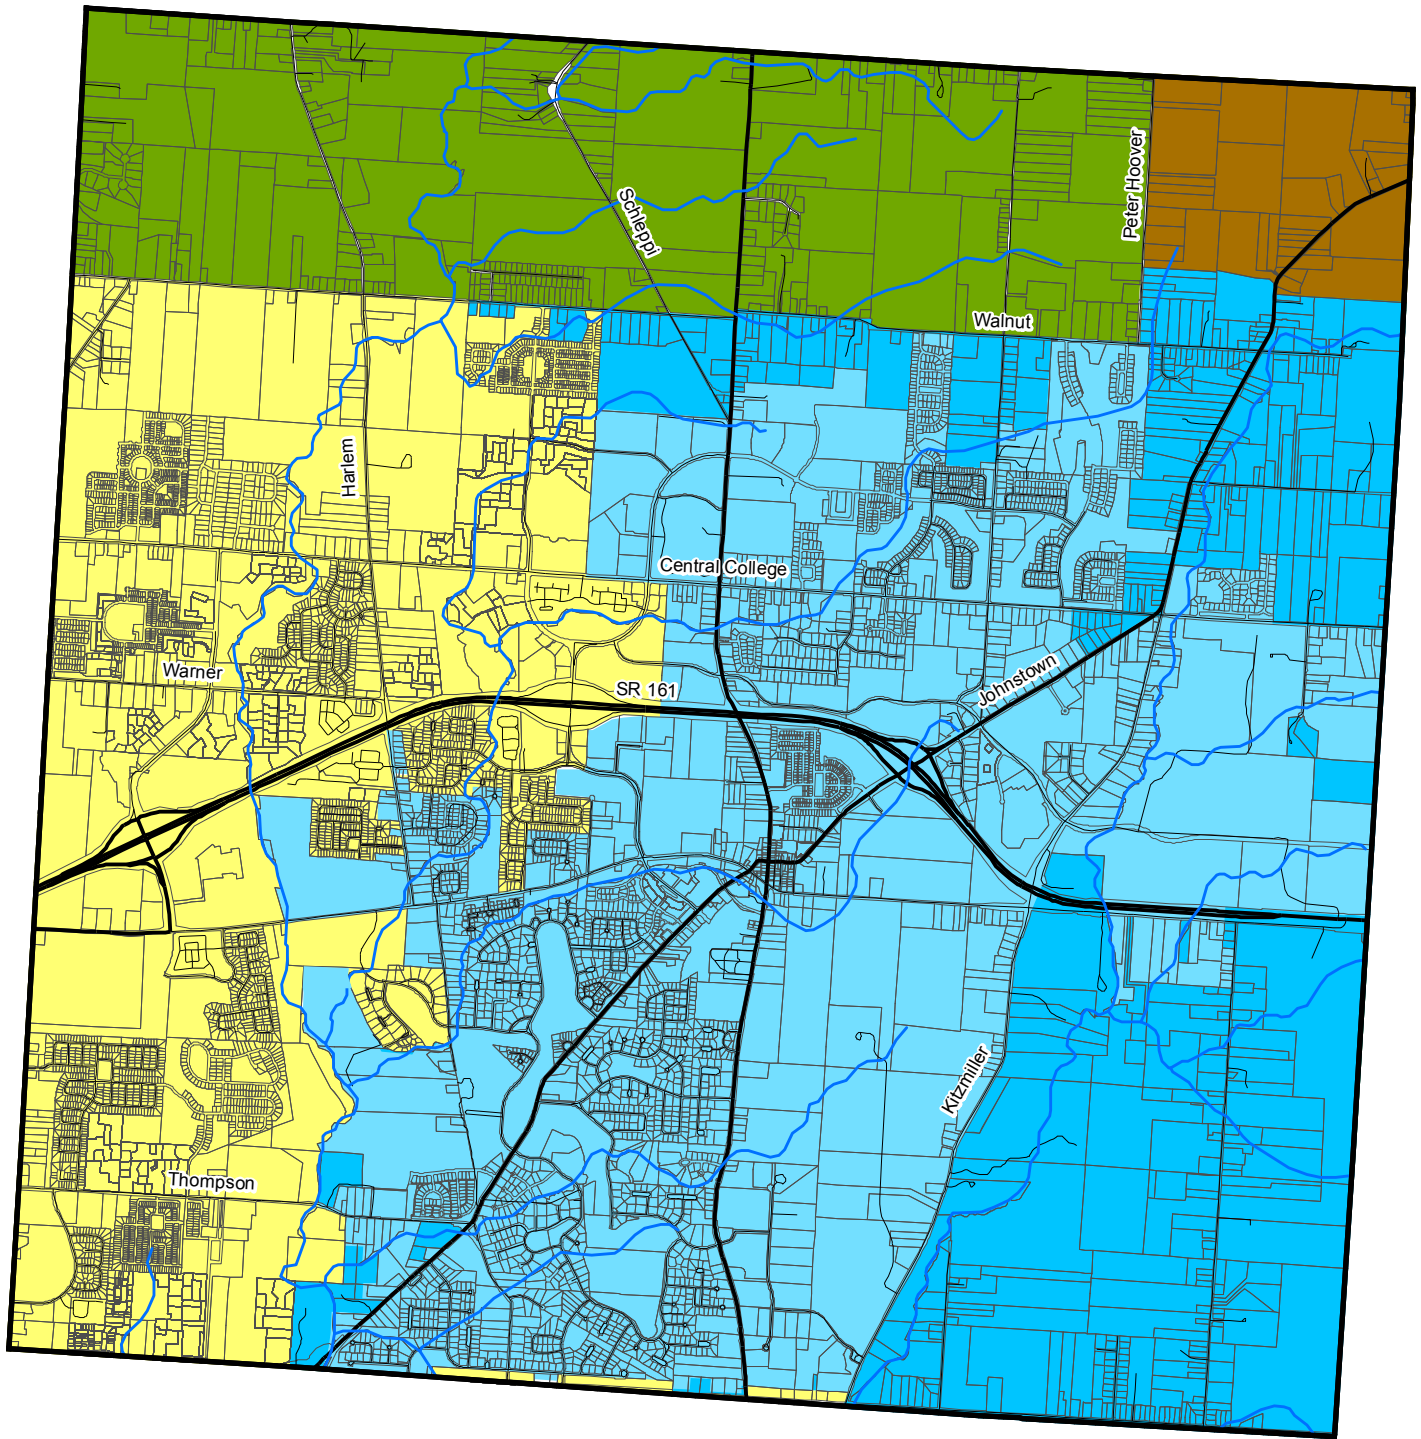 Peter Hoover
Schleppi
Walnut
Harlem
Central College
Warner
SR 161
Johnstown
Kitzmiller
Thompson